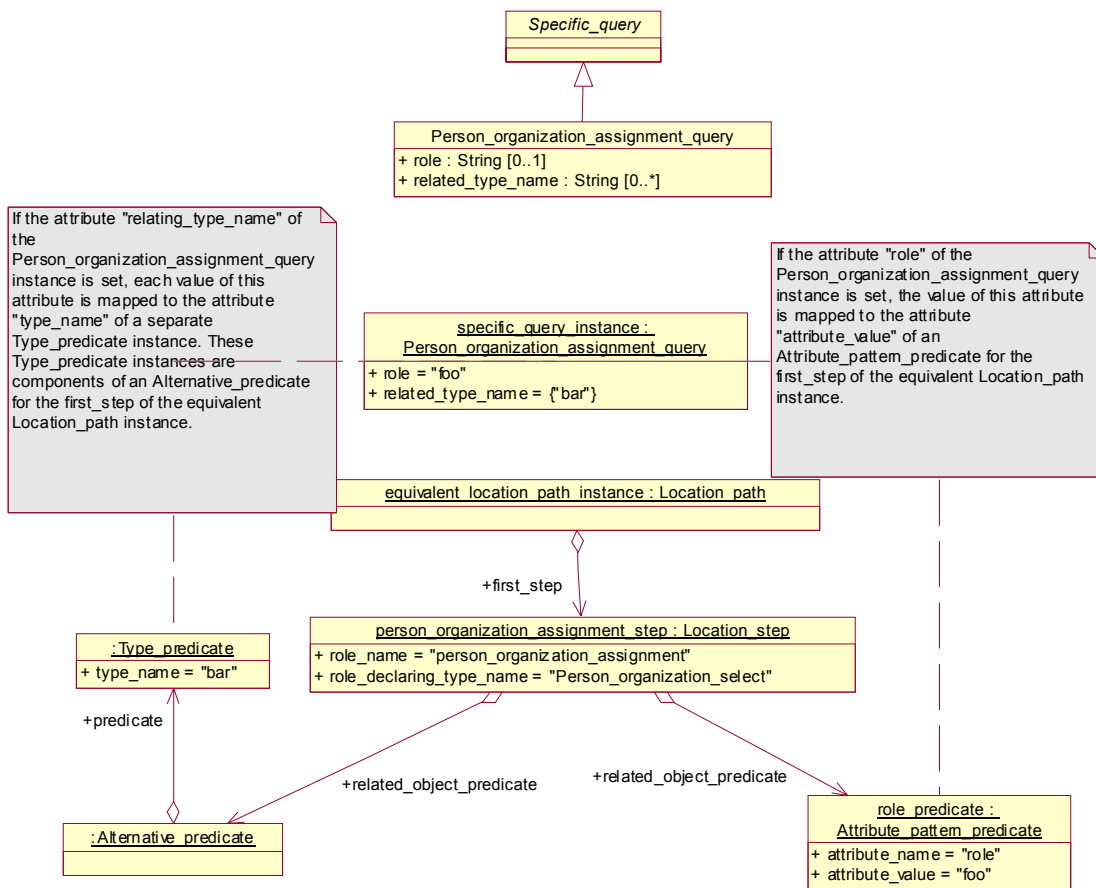 Specific_query
Person_organization_assignment_query
+ role : String [0..1]
+ related_type_name : String [0..*]
If the attribute "relating_type_name" of
the
Person_organization_assignment_query
instance is set, each value of this
attribute is mapped to the attribute
"type_name" of a separate
Type_predicate instance. These
Type_predicate instances are
components of an Alternative_predicate
for the first_step of the equivalent
Location_path instance.
If the attribute "role" of the
Person_organization_assignment_query
instance is set, the value of this attribute
is mapped to the attribute
"attribute_value" of an
Attribute_pattern_predicate for the
first_step of the equivalent Location_path
instance.
specific_query_instance :
Person_organization_assignment_query
+ role = "foo"
+ related_type_name = {"bar"}
equivalent_location_path_instance : Location_path
+first_step
person_organization_assignment_step : Location_step
+ role_name = "person_organization_assignment"
+ role_declaring_type_name = "Person_organization_select"
:Type_predicate
+ type_name = "bar"
+predicate
+related_object_predicate
+related_object_predicate
:Alternative_predicate
role_predicate :
Attribute_pattern_predicate
+ attribute_name = "role"
+ attribute_value = "foo"